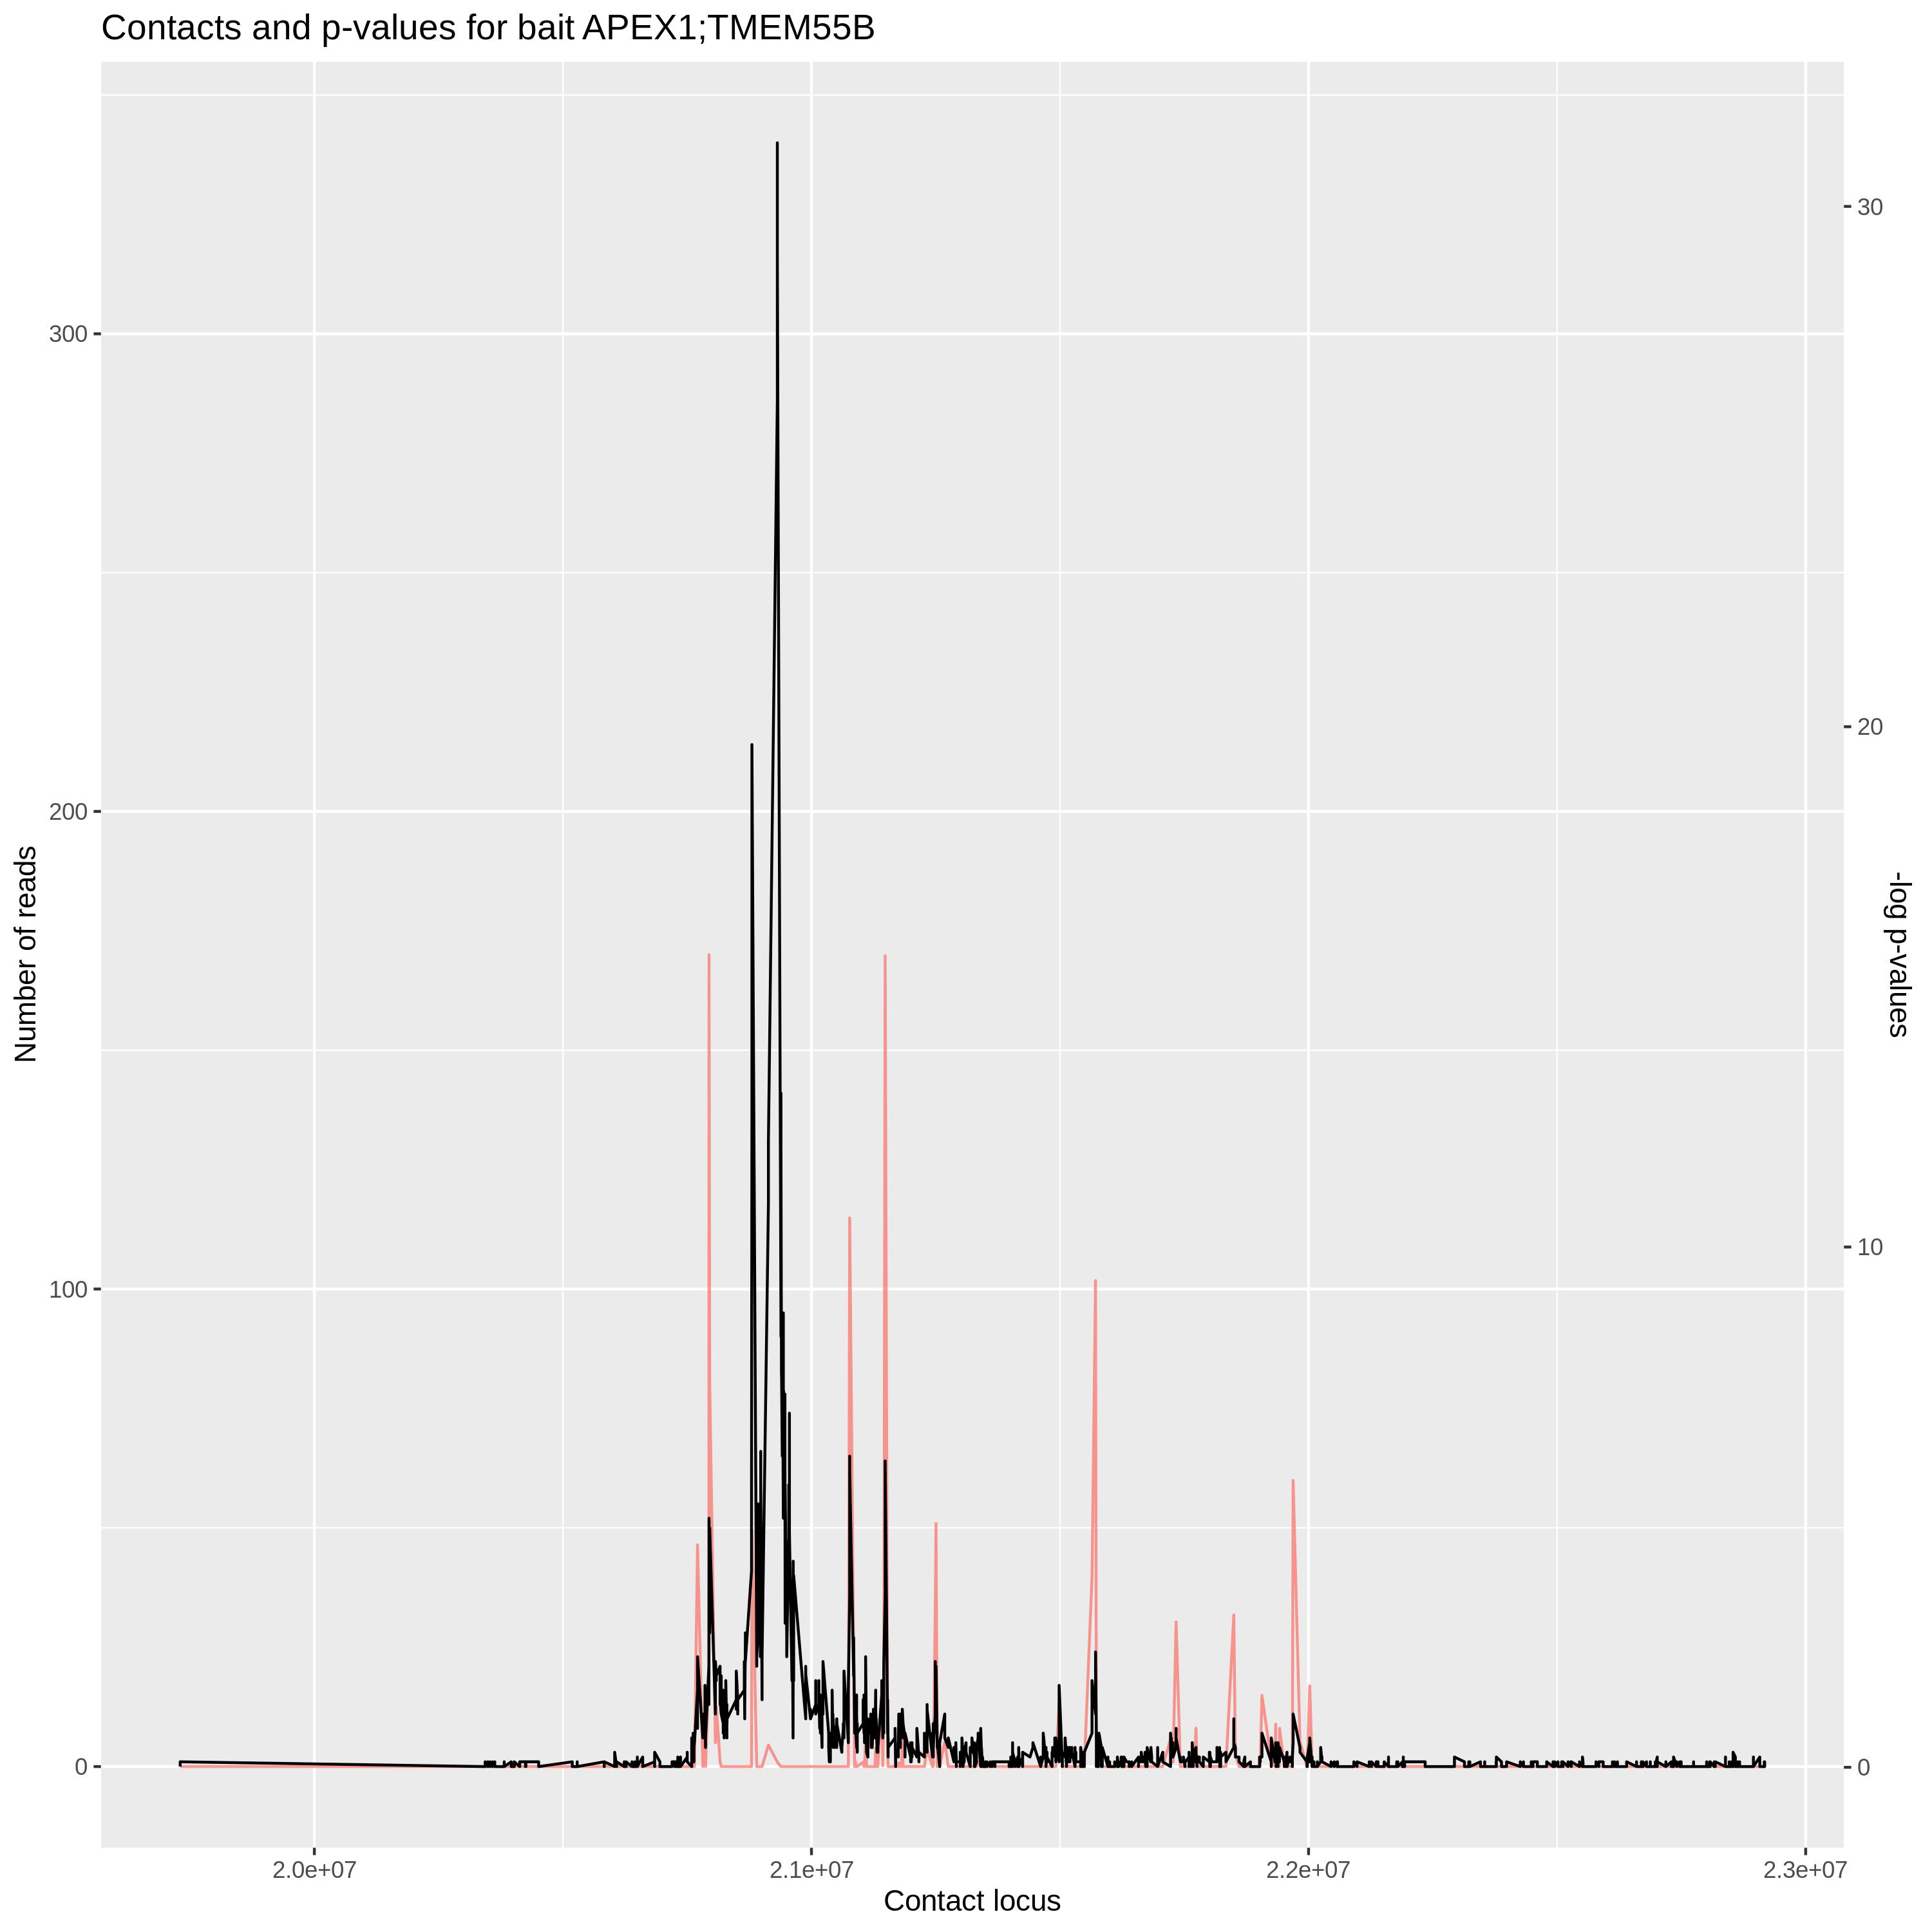 Contacts and p-values for bait APEX1;TMEM55B
300
200
100
0
30
20
10
0
Number of reads
-log p-values
2.0e+07 2.1e+07 2.2e+07 2.3e+07
Contact locus